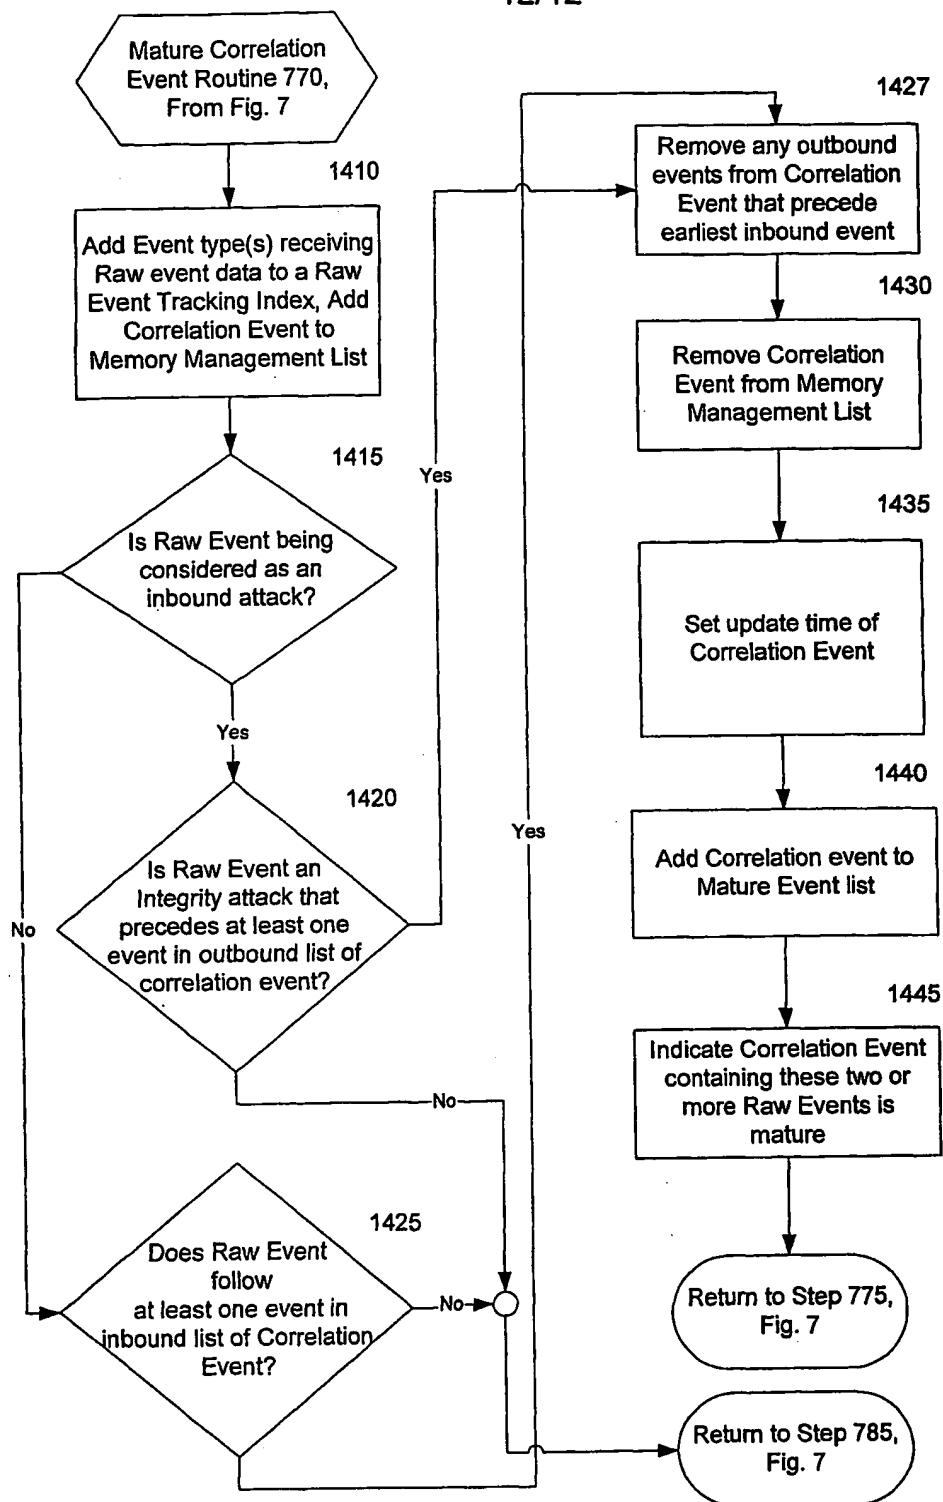 12/12
Mature Correlation
Event Routine 770,
From Fig. 7
1410
Add Event type(s) receiving
Raw event data to a Raw
Event Tracking Index, Add
Correlation Event to
Memory Management List
1415
Is Raw Event being
considered as an
inbound attack?
Yes
1420
Is Raw Event an
Integrity attack that
precedes at least one
event in outbound list of
correlation event?
No
No
1425
Does Raw Event
follow
at least one event in
inbound list of Correlation
Event?
No
Yes
Yes
1427
Remove any outbound
events from Correlation
Event that precede
earliest inbound event
1430
Remove Correlation
Event from Memory
Management List
1435
Set update time of
Correlation Event
1440
Add Correlation event to
Mature Event list
1445
Indicate Correlation Event
containing these two or
more Raw Events is
mature
Return to Step 775,
Fig. 7
Return to Step 785,
Fig. 7